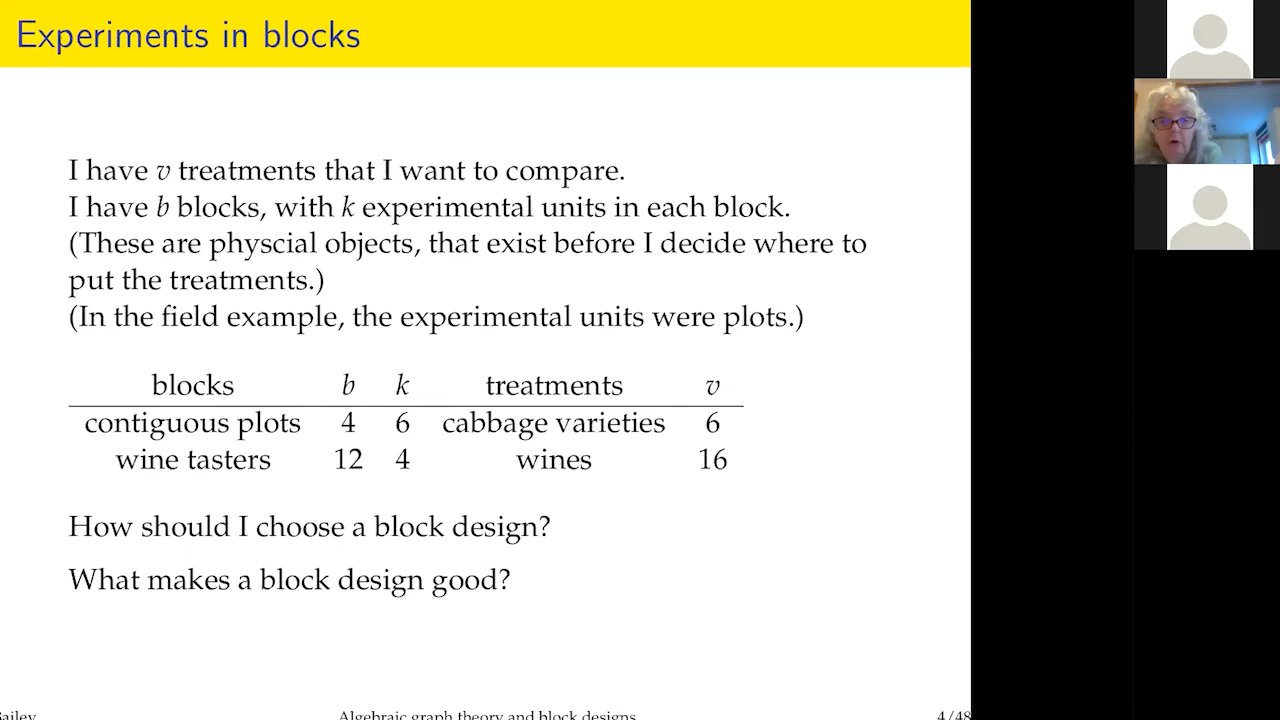 Experiments in blocks
I have v treatments that I want to compare.
I have b blocks, with k experimental units in each block.
(These are physcial objects, that exist before I decide where to
put the treatments.)
(In the field example, the experimental units were plots.)
blocks b k treatments v
contiguous plots 4 6 cabbage varieties 6
wine tasters 12 4 wines 16
How should I choose a block design?
What makes a block design good?
Bailey Algebraic graph theory and block designs 4/48